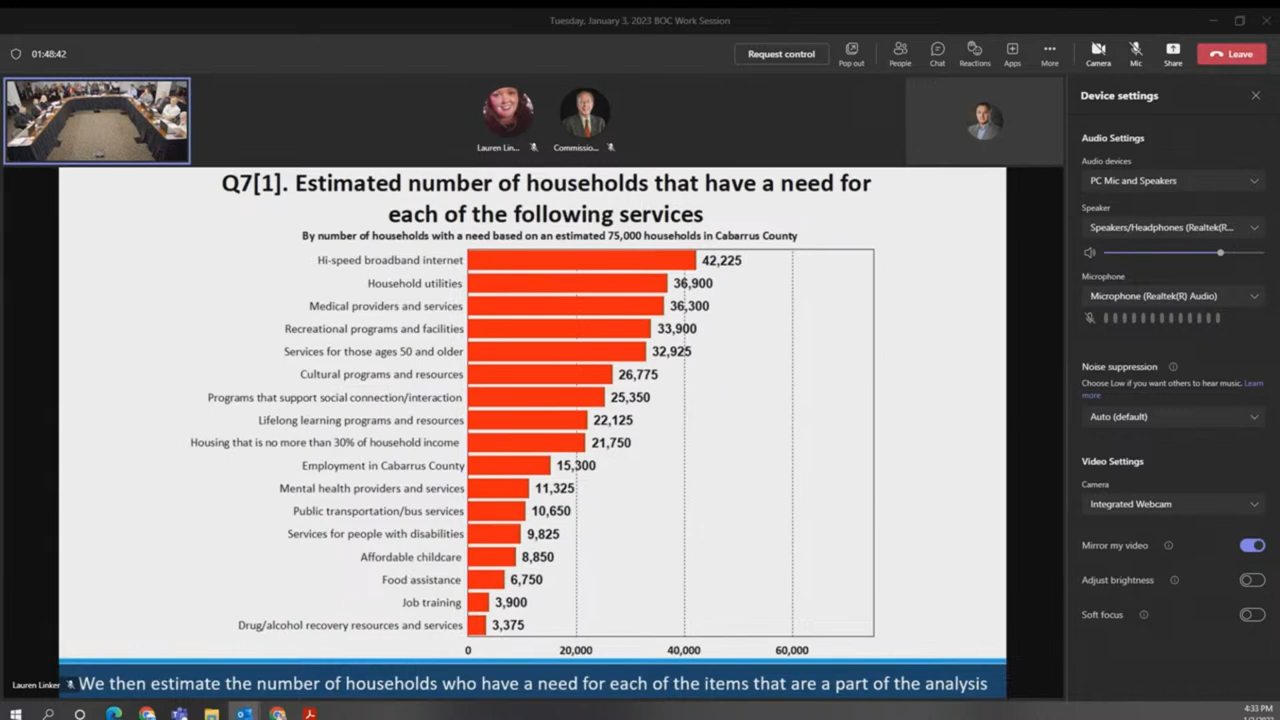 Tuesday, January 3, 2023 BOC Work Session
01:48:42
Request control
Pop out
People
Chat
Reactions
Apps
More
Camera
Mic
Share
Leave
Lauren Lin...
Commissio...
Q7[1]. Estimated number of households that have a need for
each of the following services
By number of households with a need based on an estimated 75,000 households in Cabarrus County
Hi-speed broadband internet 42,225
Household utilities 36,900
Medical providers and services 36,300
Recreational programs and facilities 33,900
Services for those ages 50 and older 32,925
Cultural programs and resources 26,775
Programs that support social connection/interaction 25,350
Lifelong learning programs and resources 22,125
Housing that is no more than 30% of household income 21,750
Employment in Cabarrus County 15,300
Mental health providers and services 11,325
Public transportation/bus services 10,650
Services for people with disabilities 9,825
Affordable childcare 8,850
Food assistance 6,750
Job training 3,900
Drug/alcohol recovery resources and services 3,375
0 20,000 40,000 60,000
Lauren Linker
We then estimate the number of households who have a need for each of the items that are a part of the analysis
Device settings
Audio Settings
Audio devices
PC Mic and Speakers
Speaker
Speakers/Headphones (Realtek(R...
Microphone
Microphone (Realtek(R) Audio)
Noise suppression
Choose Low if you want others to hear music. Learn
more
Auto (default)
Video Settings
Camera
Integrated Webcam
Mirror my video
Adjust brightness
Soft focus
4:33 PM